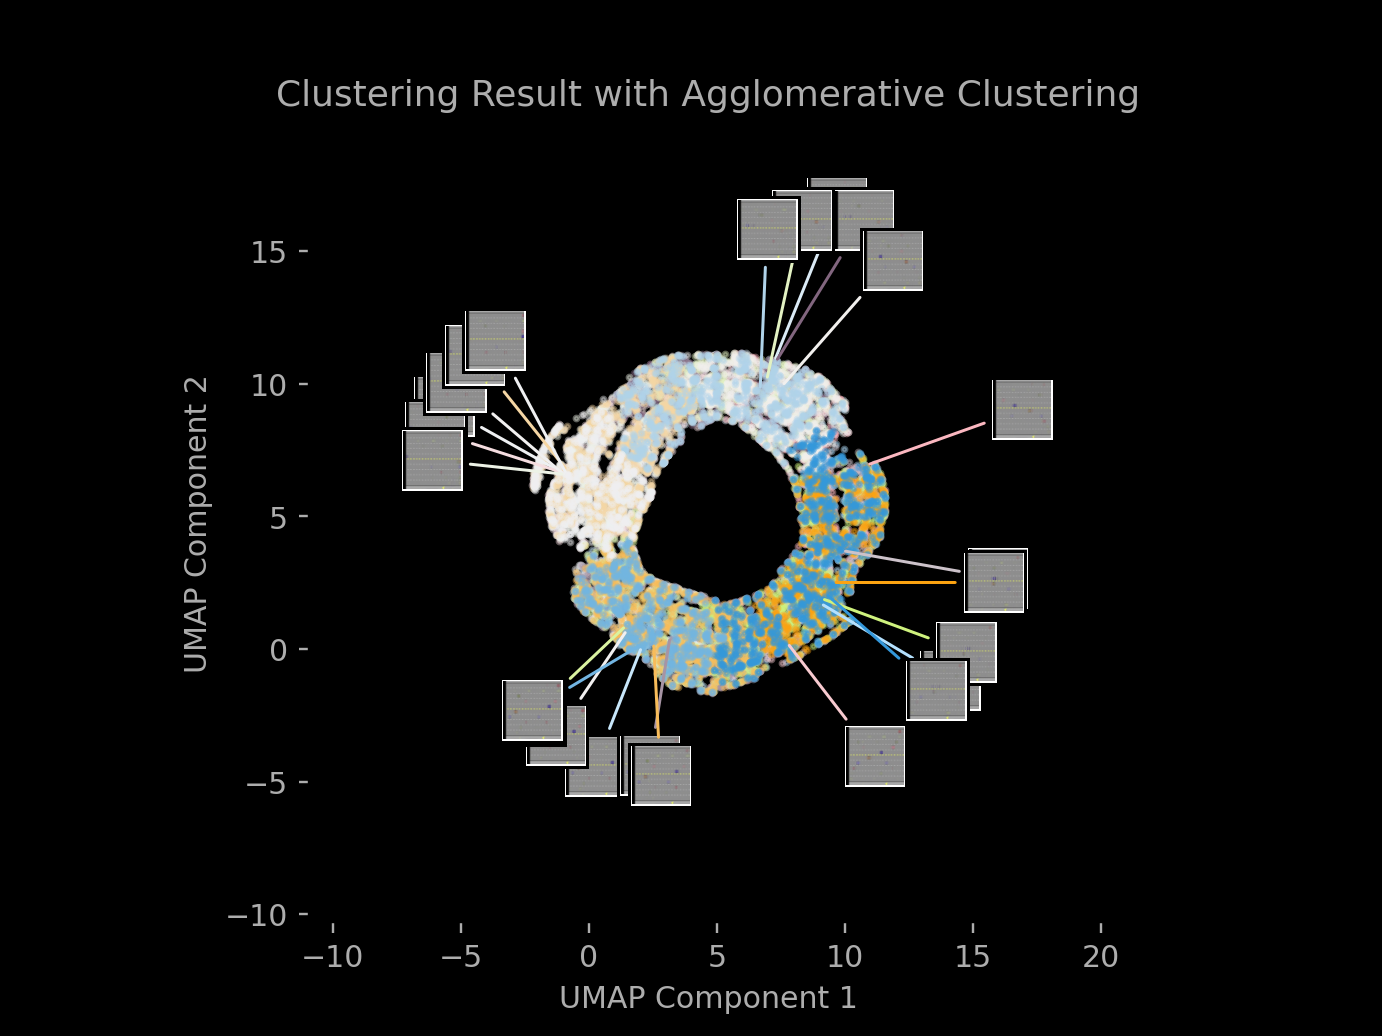 Clustering Result with Agglomerative Clustering
UMAP Component 2
15
10
5
0
−5
−10
−10 −5 0 5 10 15 20
UMAP Component 1